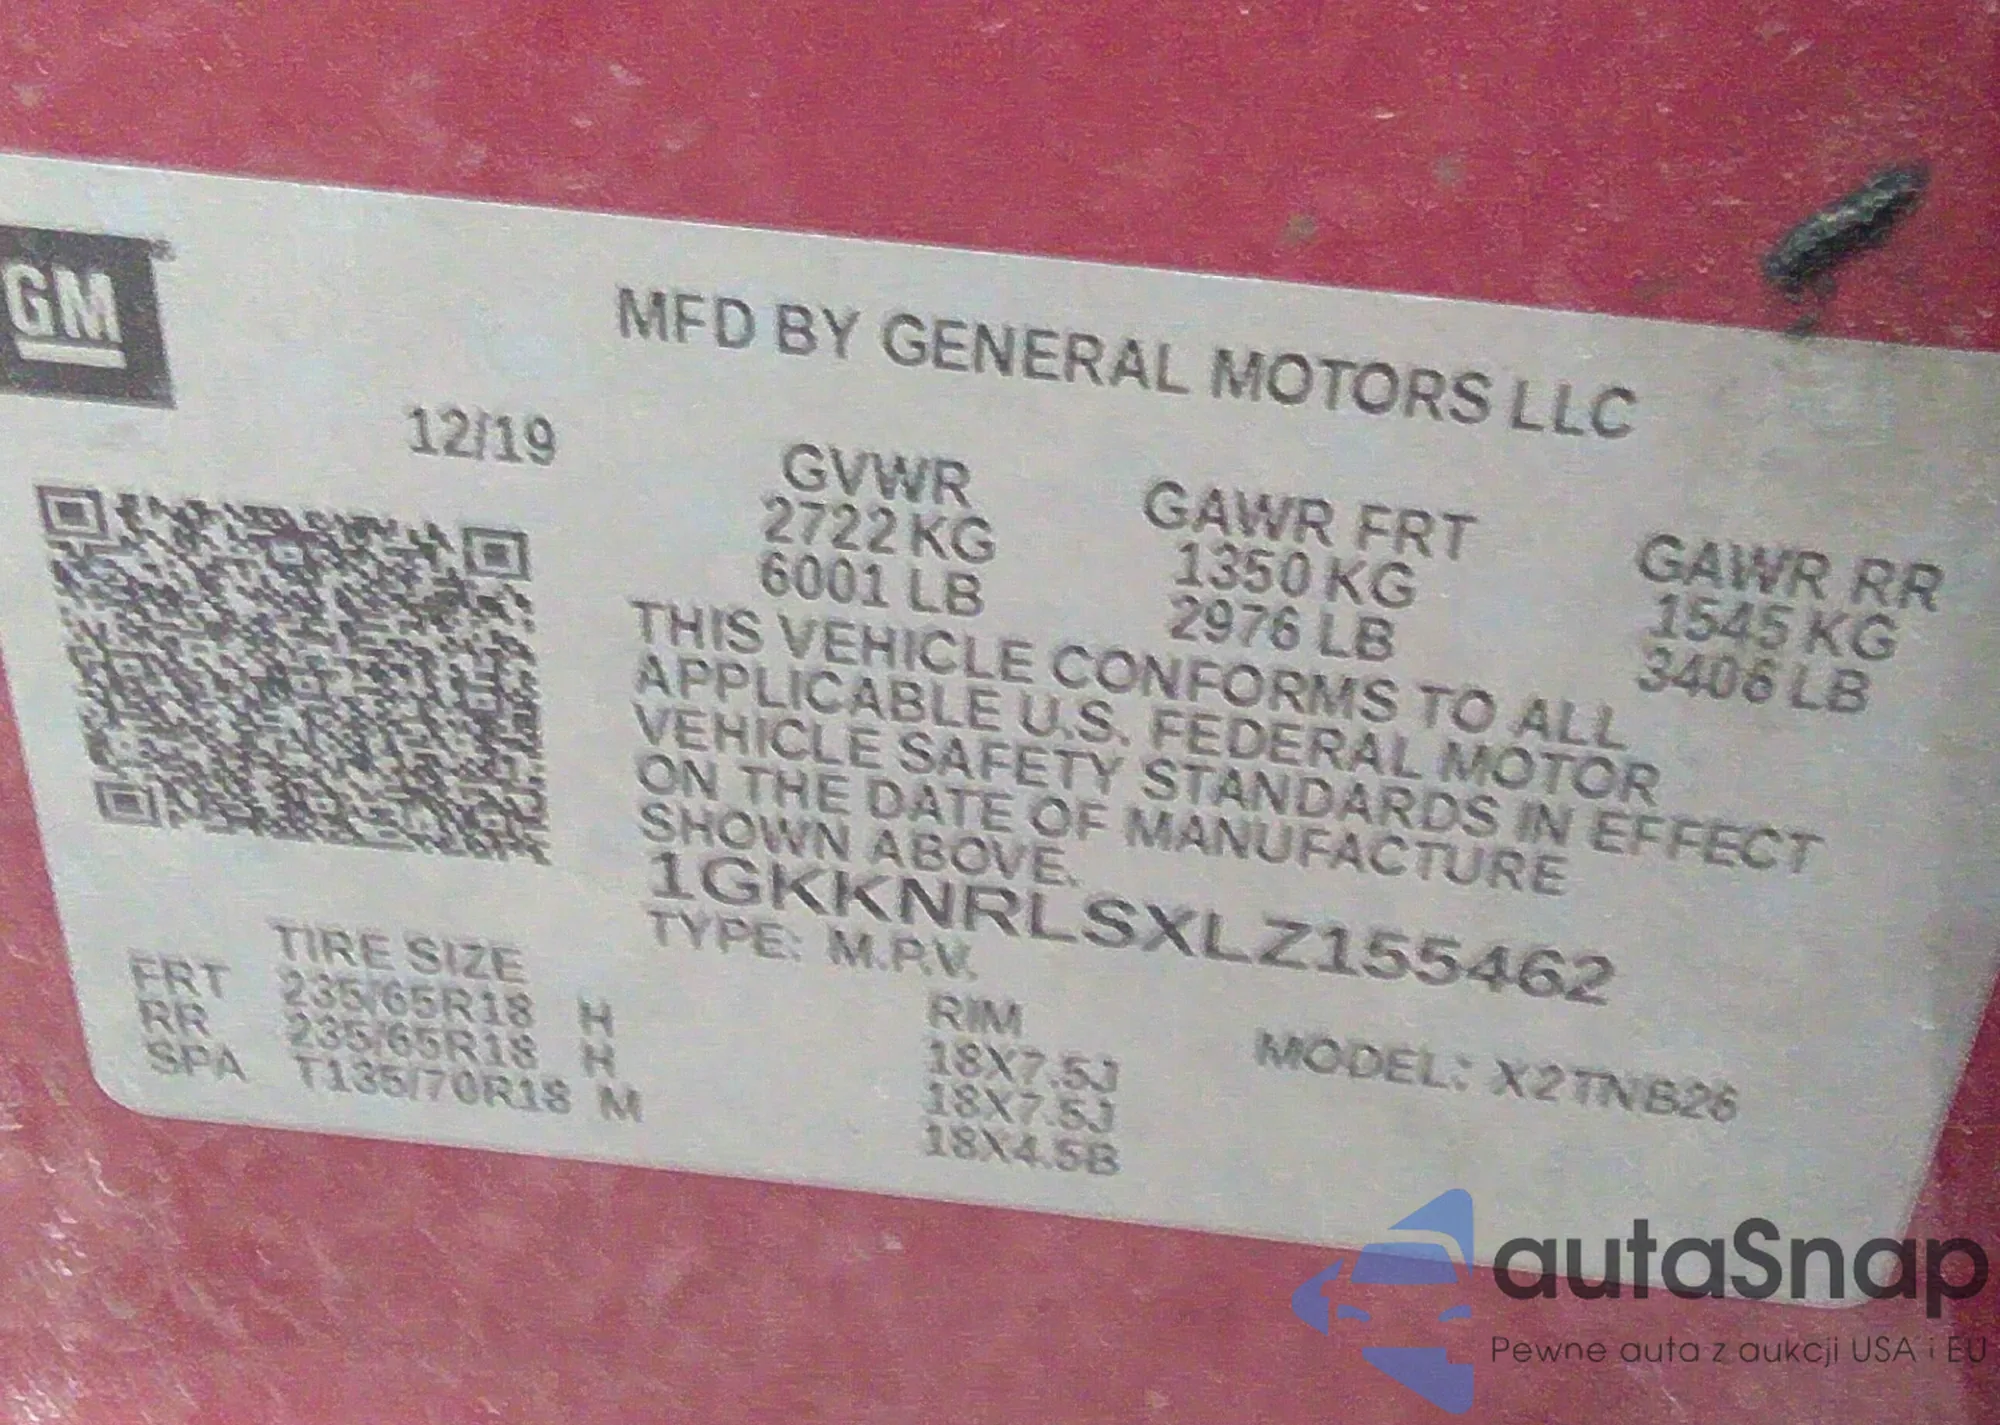 GM
MFD BY GENERAL MOTORS LLC
12/19
GVWR
2722 KG
6001 LB
GAWR FRT
1350 KG
2976 LB
GAWR RR
1545 KG
3406 LB
THIS VEHICLE CONFORMS TO ALL
APPLICABLE U.S. FEDERAL MOTOR
VEHICLE SAFETY STANDARDS IN EFFECT
ON THE DATE OF MANUFACTURE
SHOWN ABOVE.
1GKKNRLSXLZ155462
TYPE: M.P.V.
MODEL: X2TNB26
TIRE SIZE
RIM
FRT 235/65R18 H 18X7.5J
RR 235/65R18 H 18X7.5J
SPA T135/70R18 M 18X4.5B
autaSnap
Pewne auta z aukcji USA i EU